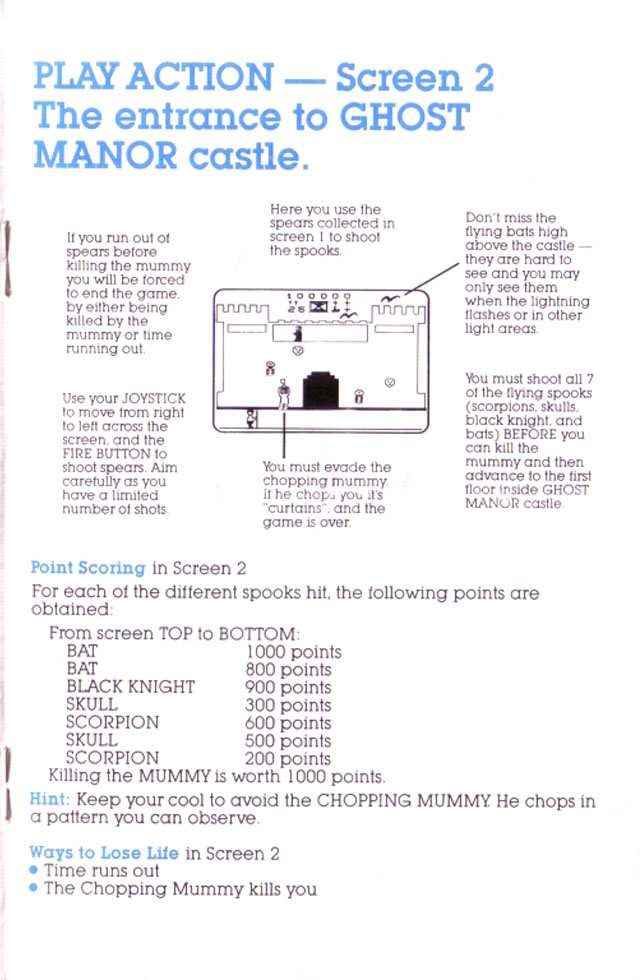 PLAY ACTION — Screen 2
The entrance to GHOST
MANOR castle.
If you run out of
spears before
killing the mummy
you will be forced
to end the game,
by either being
killed by the
mummy or time
running out.
Here you use the
spears collected in
screen 1 to shoot
the spooks.
Don't miss the
flying bats high
above the castle —
they are hard to
see and you may
only see them
when the lightning
flashes or in other
light areas.
100000
26
Use your JOYSTICK
to move from right
to left across the
screen, and the
FIRE BUTTON to
shoot spears. Aim
carefully as you
have a limited
number of shots.
You must evade the
chopping mummy.
If he chops you it's
"curtains", and the
game is over.
You must shoot all 7
of the flying spooks
(scorpions, skulls,
black knight, and
bats) BEFORE you
can kill the
mummy and then
advance to the first
floor inside GHOST
MANOR castle.
Point Scoring in Screen 2
For each of the different spooks hit, the following points are
obtained:
From screen TOP to BOTTOM:
BAT 1000 points
BAT 800 points
BLACK KNIGHT 900 points
SKULL 300 points
SCORPION 600 points
SKULL 500 points
SCORPION 200 points
Killing the MUMMY is worth 1000 points.
Hint: Keep your cool to avoid the CHOPPING MUMMY. He chops in
a pattern you can observe.
Ways to Lose Life in Screen 2
• Time runs out
• The Chopping Mummy kills you